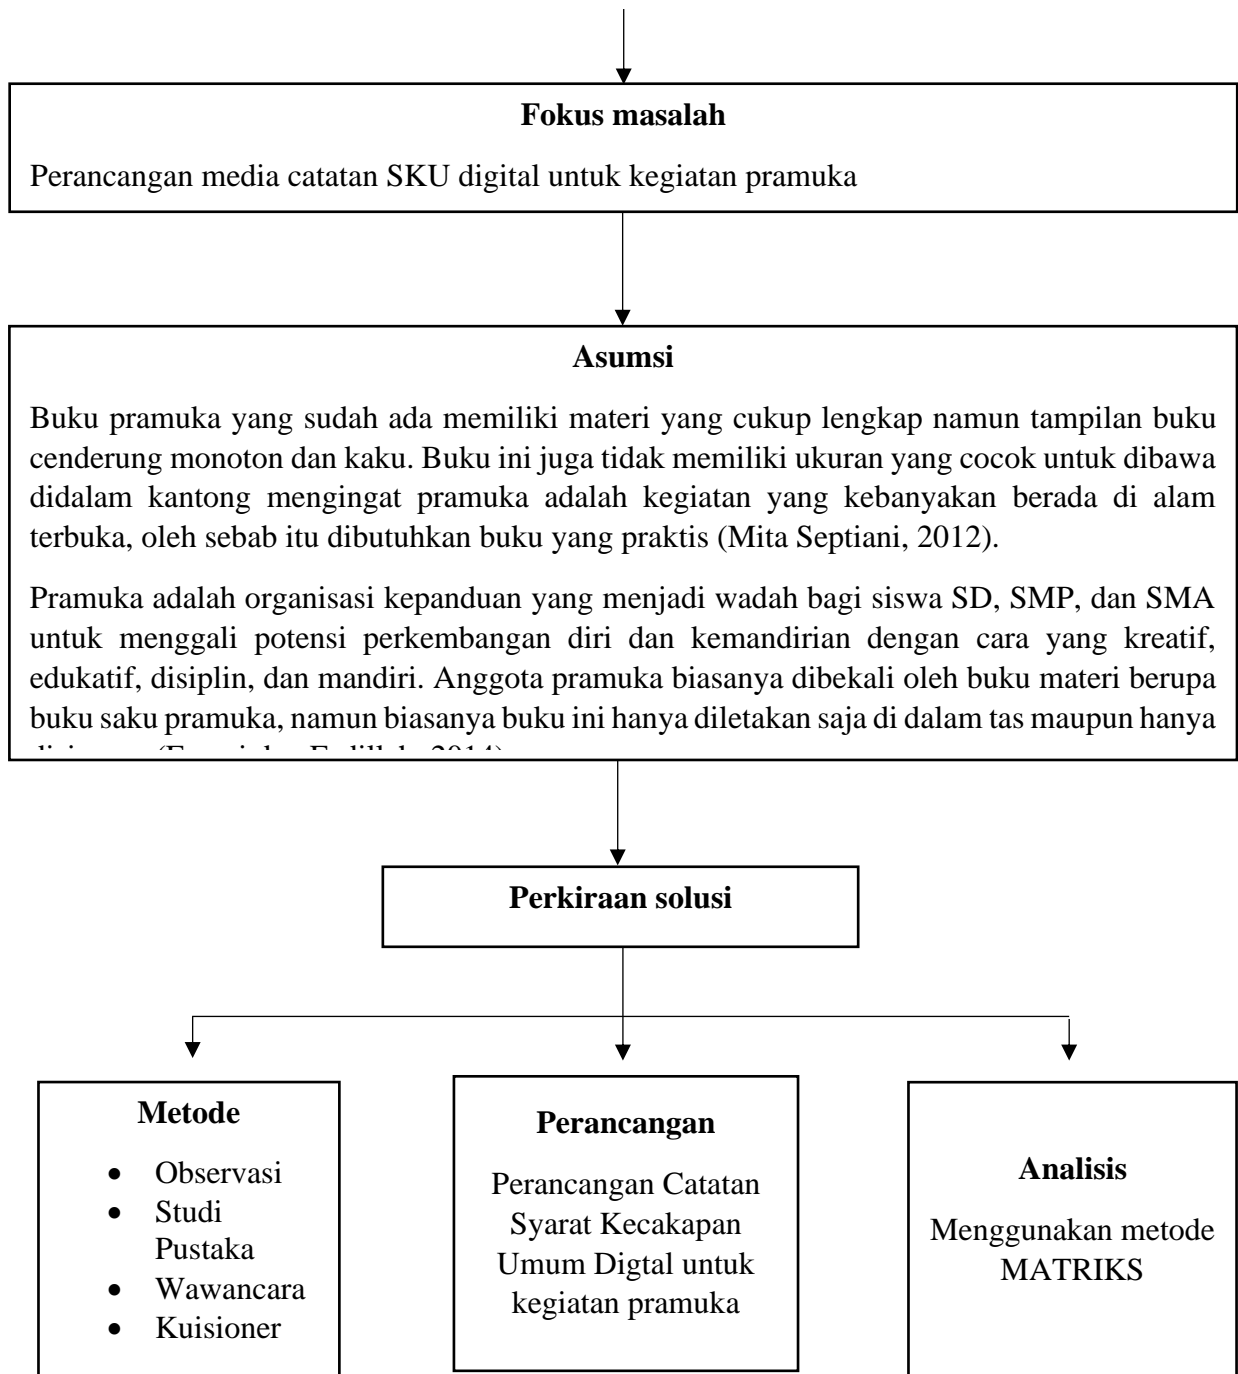 Fokus masalah
Perancangan media catatan SKU digital untuk kegiatan pramuka
Asumsi
Buku pramuka yang sudah ada memiliki materi yang cukup lengkap namun tampilan buku
cenderung monoton dan kaku. Buku ini juga tidak memiliki ukuran yang cocok untuk dibawa
didalam kantong mengingat pramuka adalah kegiatan yang kebanyakan berada di alam
terbuka, oleh sebab itu dibutuhkan buku yang praktis (Mita Septiani, 2012).
Pramuka adalah organisasi kepanduan yang menjadi wadah bagi siswa SD, SMP, dan SMA
untuk menggali potensi perkembangan diri dan kemandirian dengan cara yang kreatif,
edukatif, disiplin, dan mandiri. Anggota pramuka biasanya dibekali oleh buku materi berupa
buku saku pramuka, namun biasanya buku ini hanya diletakan saja di dalam tas maupun hanya
Perkiraan solusi
Metode
• Observasi
• Studi
Pustaka
• Wawancara
• Kuisioner
Perancangan
Perancangan Catatan
Syarat Kecakapan
Umum Digtal untuk
kegiatan pramuka
Analisis
Menggunakan metode
MATRIKS